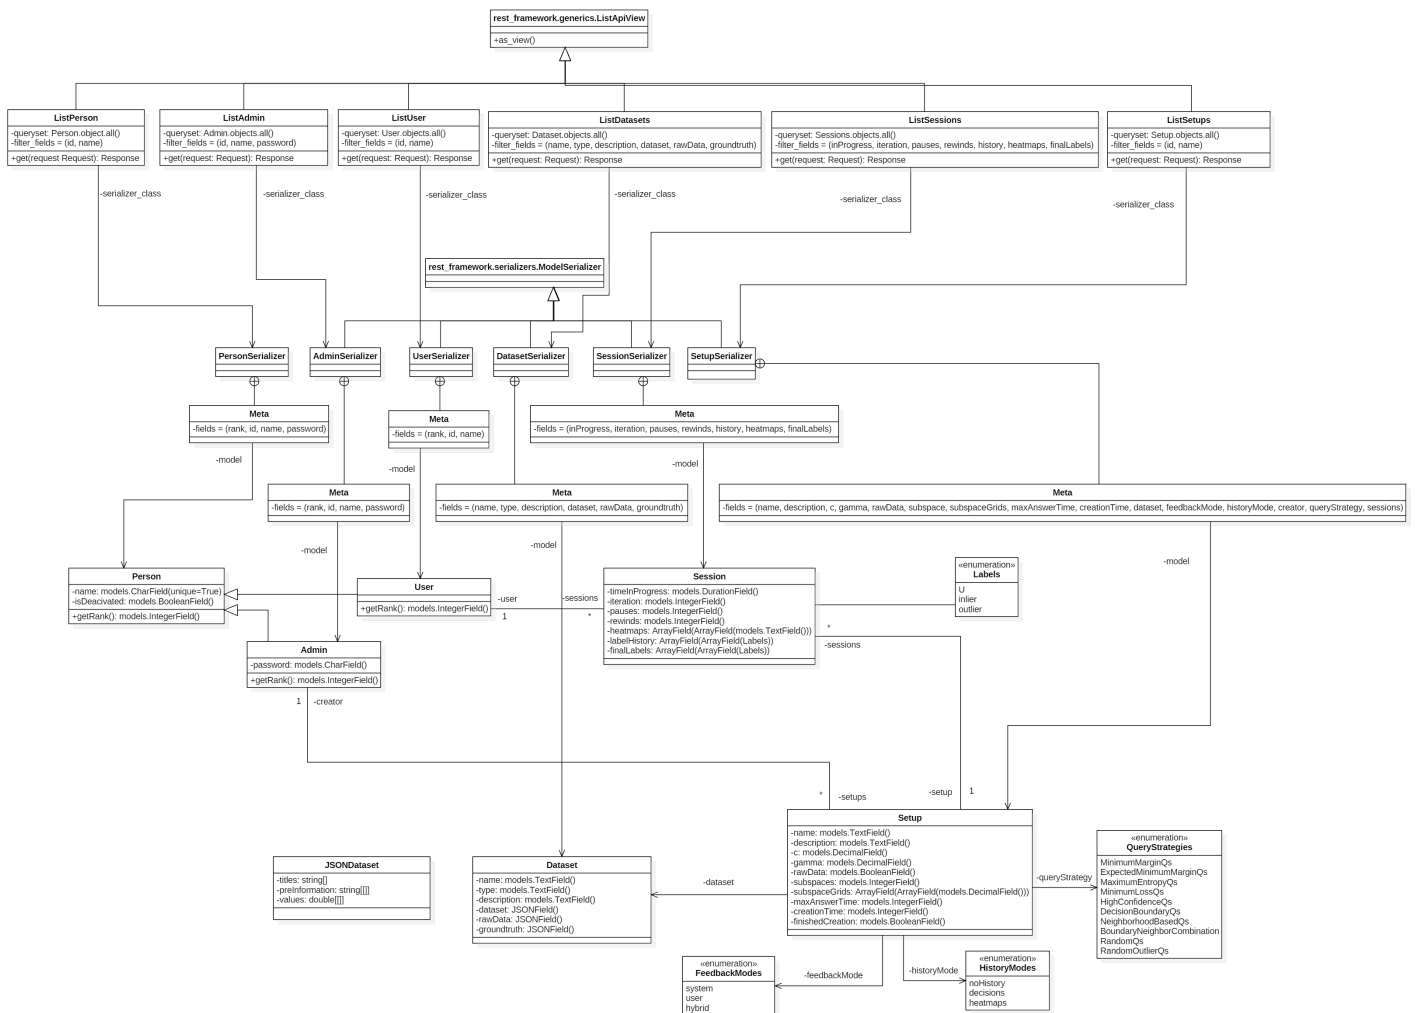 rest_framework.generics.ListApiView
+as_view()
ListPerson
-queryset: Person.object.all()
-filter_fields = (id, name)
+get(request Request): Response
ListAdmin
-queryset: Admin.objects.all()
-filter_fields = (id, name, password)
+get(request: Request): Response
ListUser
-queryset: User.objects.all()
-filter_fields = (id, name)
+get(request: Request): Response
ListDatasets
-queryset: Dataset.objects.all()
-filter_fields = (name, type, description, dataset, rawData, groundtruth)
+get(request: Request): Response
ListSessions
-queryset: Sessions.objects.all()
-filter_fields = (inProgress, iteration, pauses, rewinds, history, heatmaps, finalLabels)
+get(request: Request): Response
ListSetups
-queryset: Setup.objects.all()
-filter_fields = (id, name)
+get(request: Request): Response
-serializer_class
-serializer_class
-serializer_class
-serializer_class
-serializer_class
-serializer_class
rest_framework.serializers.ModelSerializer
PersonSerializer
AdminSerializer
UserSerializer
DatasetSerializer
SessionSerializer
SetupSerializer
Meta
-fields = (rank, id, name, password)
Meta
-fields = (rank, id, name)
Meta
-fields = (inProgress, iteration, pauses, rewinds, history, heatmaps, finalLabels)
-model
-model
-model
Meta
-fields = (rank, id, name, password)
Meta
-fields = (name, type, description, dataset, rawData, groundtruth)
Meta
-fields = (name, description, c, gamma, rawData, subspace, subspaceGrids, maxAnswerTime, creationTime, dataset, feedbackMode, historyMode, creator, queryStrategy, sessions)
-model
-model
-model
Person
-name: models.CharField(unique=True)
-isDeacivated: models.BooleanField()
+getRank(): models.IntegerField()
User
+getRank(): models.IntegerField()
-user
1
-sessions
*
Session
-timeInProgress: models.DurationField()
-iteration: models.IntegerField()
-pauses: models.IntegerField()
-rewinds: models.IntegerField()
-heatmaps: ArrayField(ArrayField(models.TextField()))
-labelHistory: ArrayField(ArrayField(Labels))
-finalLabels: ArrayField(ArrayField(Labels))
«enumeration»
Labels
U
inlier
outlier
*
-sessions
Admin
-password: models.CharField()
+getRank(): models.IntegerField()
1
-creator
*
-setups
-setup
1
Setup
-name: models.TextField()
-description: models.TextField()
-c: models.DecimalField()
-gamma: models.DecimalField()
-rawData: models.BooleanField()
-subspaces: models.IntegerField()
-subspaceGrids: ArrayField(ArrayField(models.DecimalField()))
-maxAnswerTime: models.IntegerField()
-creationTime: models.IntegerField()
-finishedCreation: models.BooleanField()
«enumeration»
QueryStrategies
MinimumMarginQs
ExpectedMinimumMarginQs
MaximumEntropyQs
MinimumLossQs
HighConfidenceQs
DecisionBoundaryQs
NeighborhoodBasedQs
BoundaryNeighborCombination
RandomQs
RandomOutlierQs
-queryStrategy
JSONDataset
-titles: string[]
-preInformation: string[[]]
-values: double[[]]
Dataset
-name: models.TextField()
-type: models.TextField()
-description: models.TextField()
-dataset: JSONField()
-rawData: JSONField()
-groundtruth: JSONField()
-dataset
«enumeration»
FeedbackModes
system
user
hybrid
-feedbackMode
-historyMode
«enumeration»
HistoryModes
noHistory
decisions
heatmaps